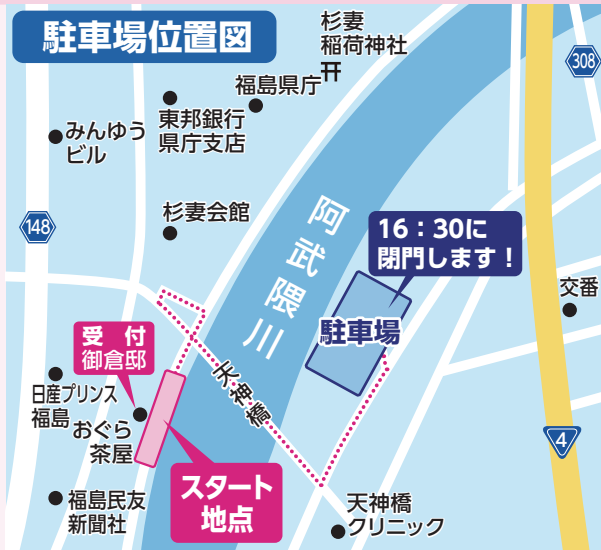 駐車場位置図
杉妻
稲荷神社
308
福島県庁
東邦銀行
県庁支店
みんゆう
ビル
148
杉妻会館
阿武隈川
16：30に
閉門します！
駐車場
交番
受付
御倉邸
天神橋
日産プリンス
福島
おぐら
茶屋
4
スタート
地点
福島民友
新聞社
天神橋
クリニック